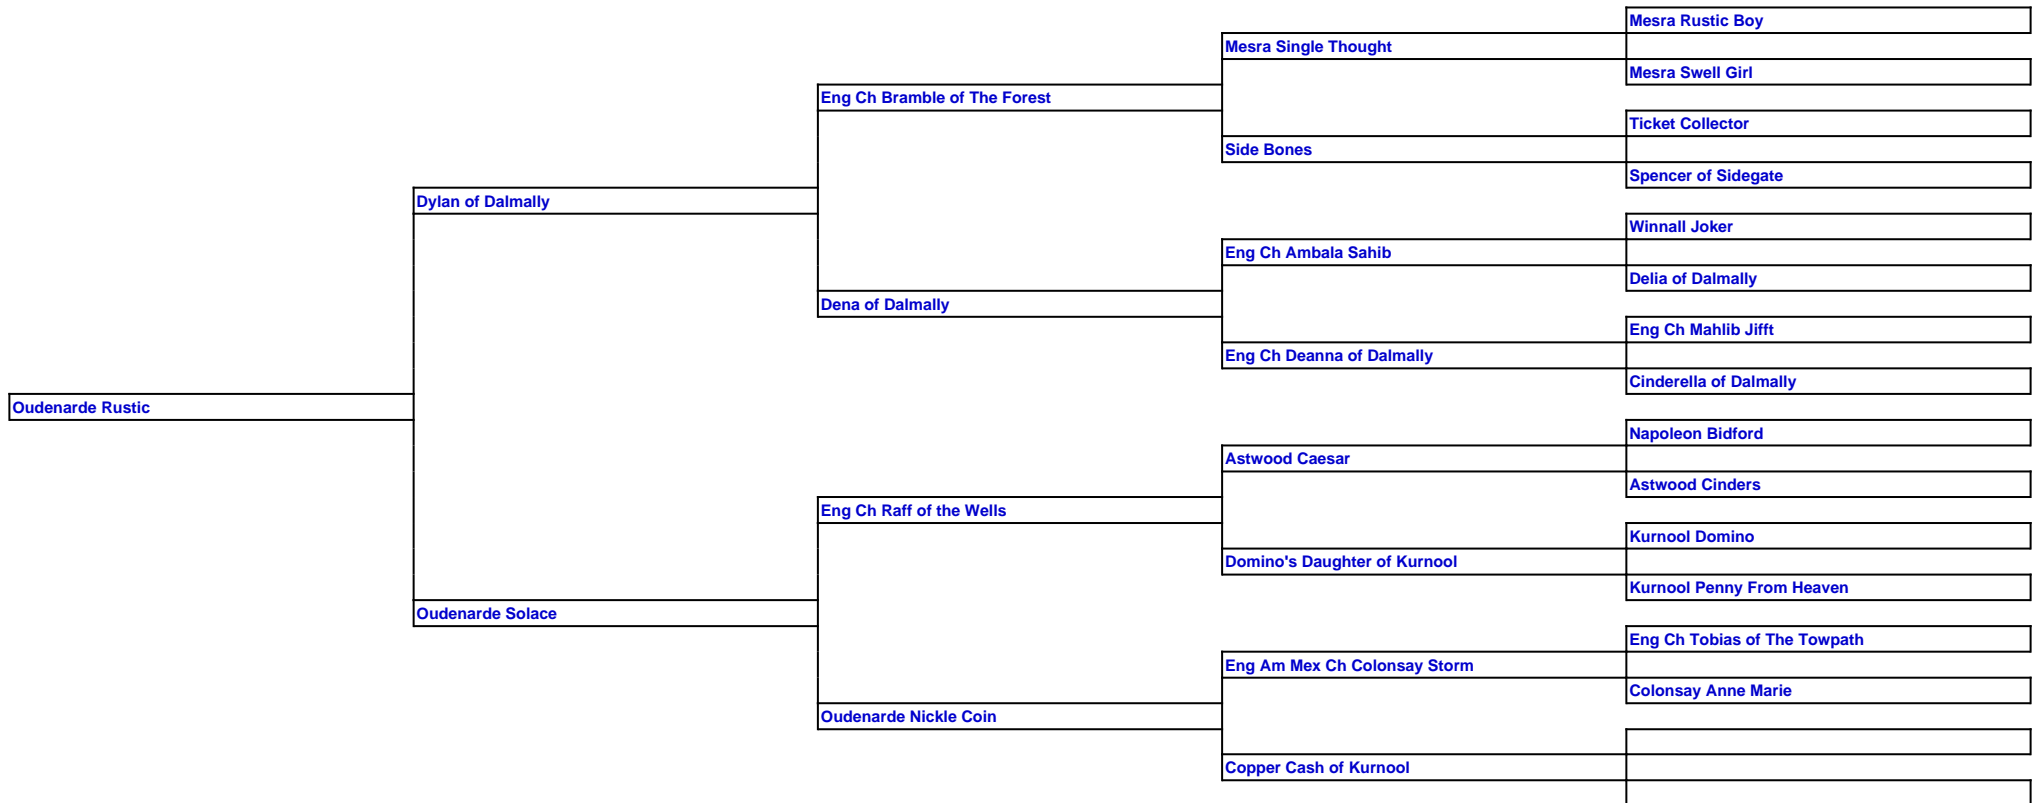 Mesra Rustic Boy
Mesra Single Thought
Mesra Swell Girl
Eng Ch Bramble of The Forest
Ticket Collector
Side Bones
Spencer of Sidegate
Dylan of Dalmally
Winnall Joker
Eng Ch Ambala Sahib
Delia of Dalmally
Dena of Dalmally
Eng Ch Mahlib Jifft
Eng Ch Deanna of Dalmally
Cinderella of Dalmally
Oudenarde Rustic
Napoleon Bidford
Astwood Caesar
Astwood Cinders
Eng Ch Raff of the Wells
Kurnool Domino
Domino's Daughter of Kurnool
Kurnool Penny From Heaven
Oudenarde Solace
Eng Ch Tobias of The Towpath
Eng Am Mex Ch Colonsay Storm
Colonsay Anne Marie
Oudenarde Nickle Coin
Copper Cash of Kurnool